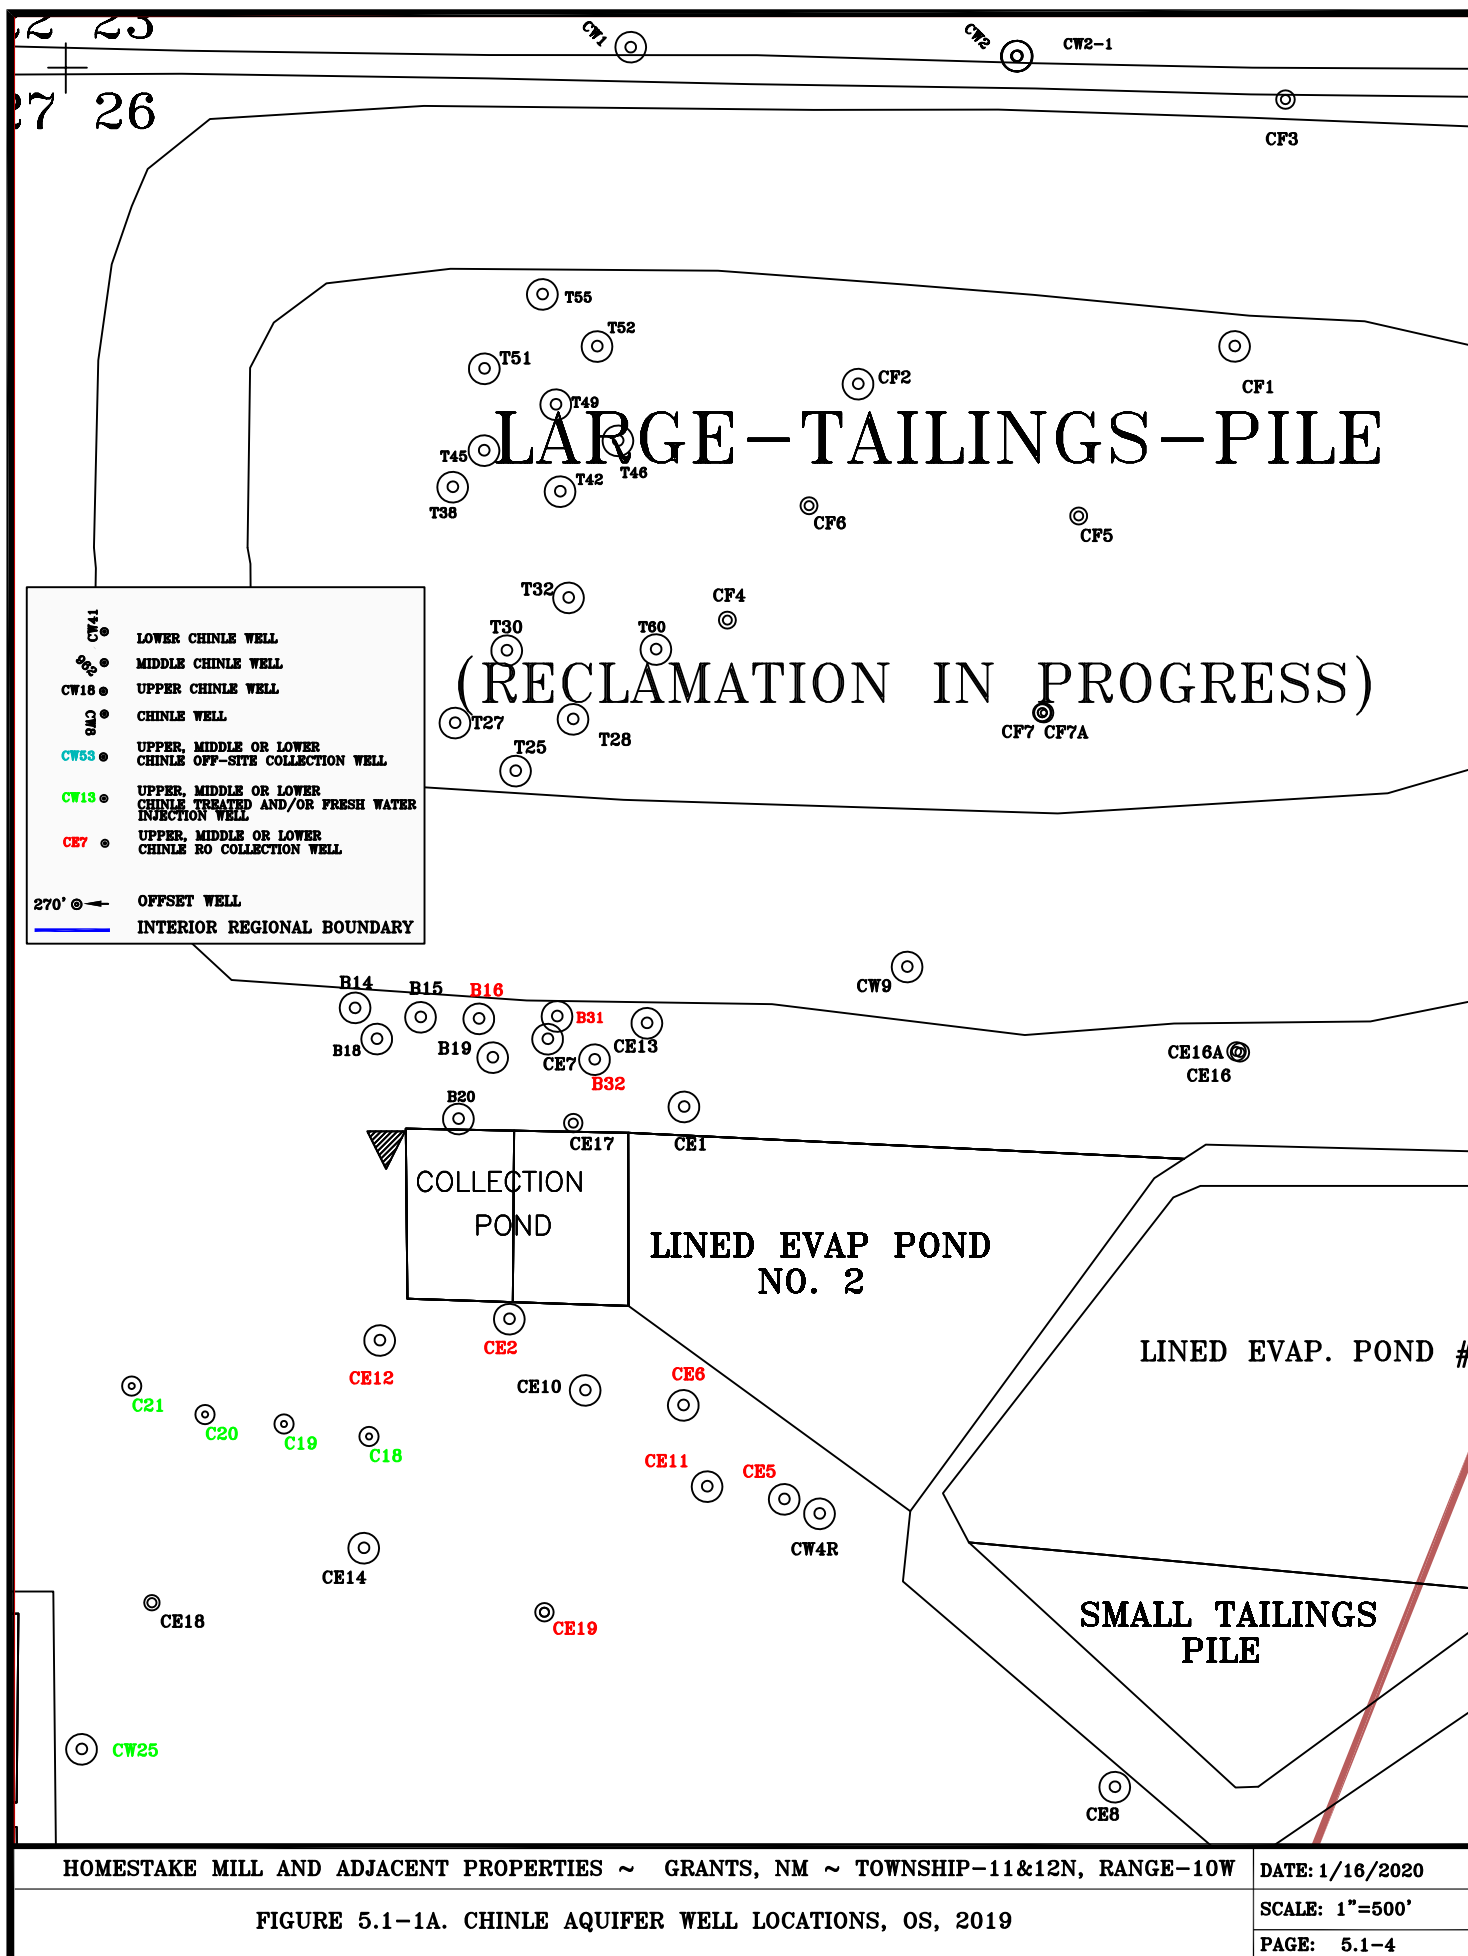 22 23
27 26
CW1
CW2
CW2-1
CF3
T55
T52
T51
T49
CF2
CF1
LARGE-TAILINGS-PILE
T45
T46
T42
T38
CF6
CF5
T32
CF4
T30
T60
(RECLAMATION IN PROGRESS)
T27
T28
CF7 CF7A
T25
CW41
LOWER CHINLE WELL
962
MIDDLE CHINLE WELL
CW18
UPPER CHINLE WELL
CW8
CHINLE WELL
CW53
UPPER, MIDDLE OR LOWER
CHINLE OFF-SITE COLLECTION WELL
CW13
UPPER, MIDDLE OR LOWER
CHINLE TREATED AND/OR FRESH WATER
INJECTION WELL
CE7
UPPER, MIDDLE OR LOWER
CHINLE RO COLLECTION WELL
270'
OFFSET WELL
INTERIOR REGIONAL BOUNDARY
CW9
B14
B15
B16
B31
B18
B19
CE7
CE13
B32
CE16A
CE16
B20
CE17
CE1
COLLECTION
POND
LINED EVAP POND
NO. 2
CE2
CE12
CE10
CE6
LINED EVAP. POND #
C21
C20
C19
C18
CE11
CE5
CW4R
CE14
CE18
CE19
SMALL TAILINGS
PILE
CW25
CE8
HOMESTAKE MILL AND ADJACENT PROPERTIES ~ GRANTS, NM ~ TOWNSHIP-11&12N, RANGE-10W
DATE: 1/16/2020
FIGURE 5.1-1A. CHINLE AQUIFER WELL LOCATIONS, OS, 2019
SCALE: 1"=500'
PAGE: 5.1-4